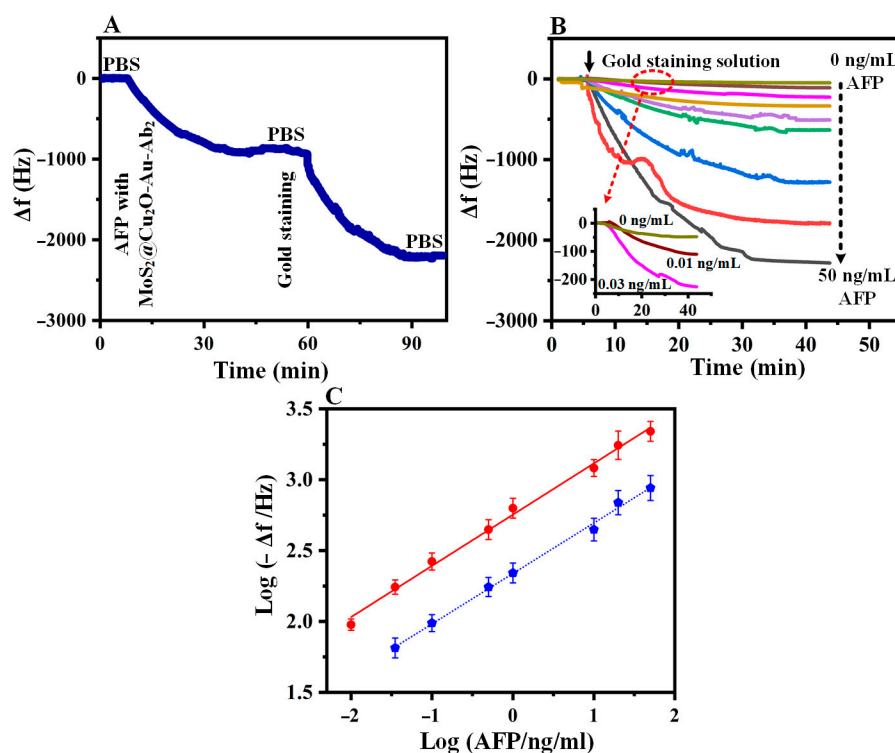 A
PBS
PBS
PBS
AFP with
MoS₂@Cu₂O-Au-Ab₂
Gold staining
0
−1000
−2000
−3000
Δf (Hz)
0
30
60
90
Time (min)
B
Gold staining solution
0 ng/mL
AFP
50 ng/mL
AFP
0
−1000
−2000
−3000
Δf (Hz)
0 ng/mL
0.01 ng/mL
0.03 ng/mL
0
−100
−200
0
20
40
0
10
20
30
40
50
Time (min)
C
3.5
3.0
2.5
2.0
1.5
Log (- Δf /Hz)
−2
−1
0
1
2
Log (AFP/ng/ml)